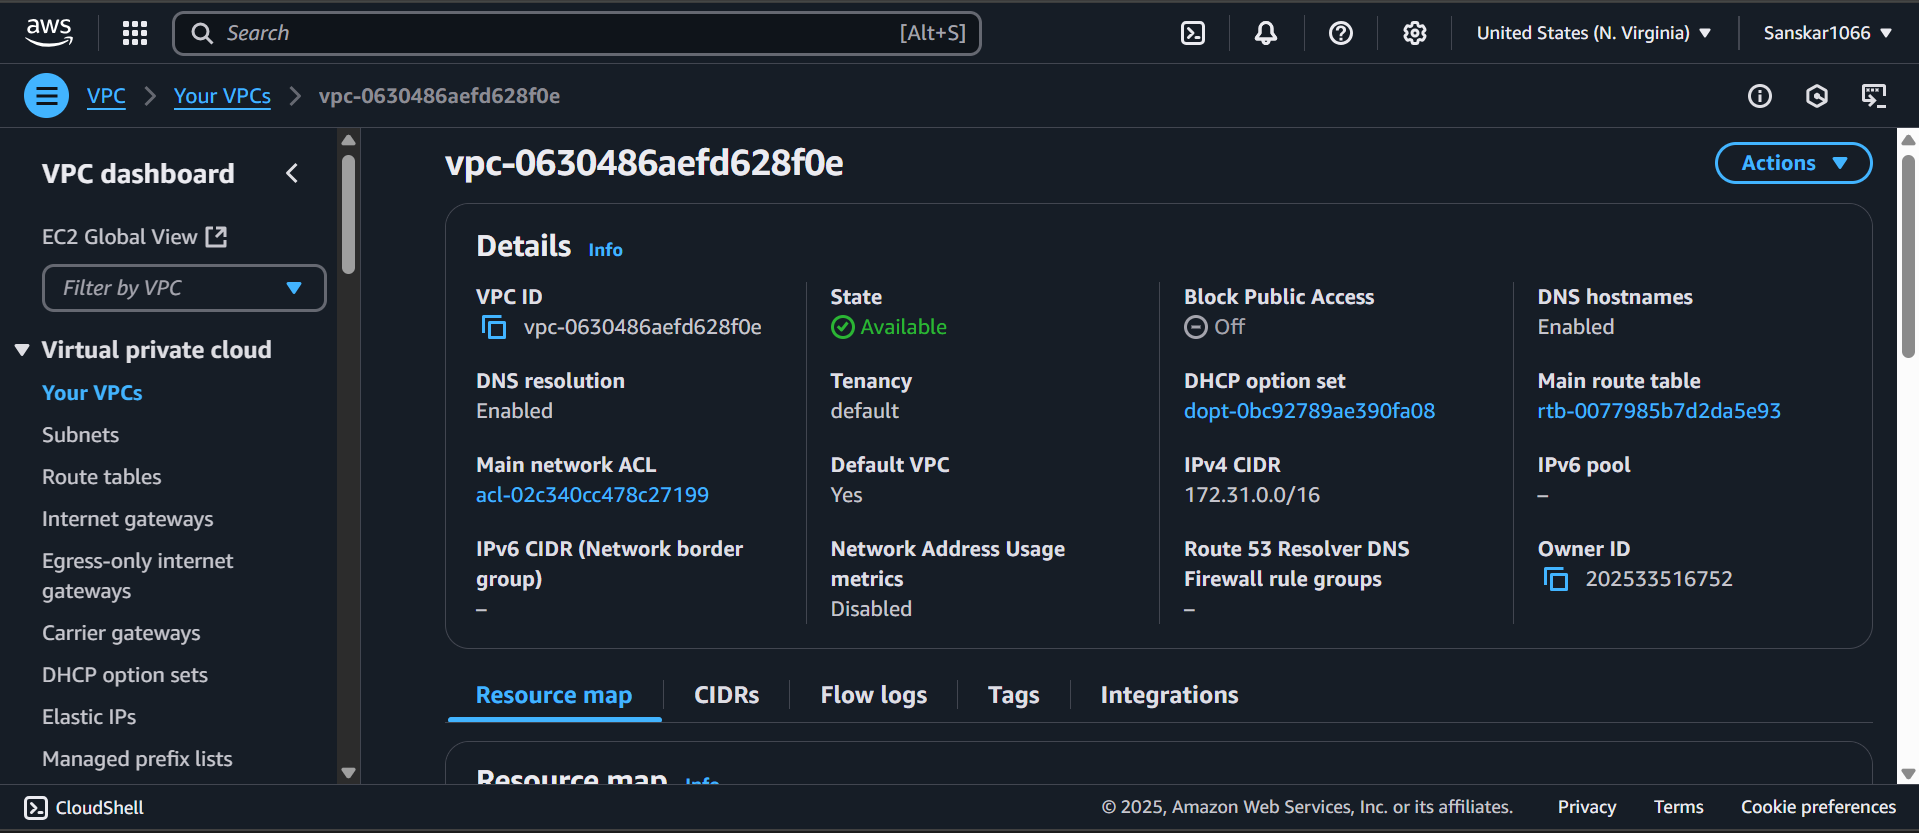 aws
Search
[Alt+S]
United States (N. Virginia)
Sanskar1066
VPC
Your VPCs
vpc-0630486aefd628f0e
VPC dashboard
EC2 Global View
Filter by VPC
Virtual private cloud
Your VPCs
Subnets
Route tables
Internet gateways
Egress-only internet
gateways
Carrier gateways
DHCP option sets
Elastic IPs
Managed prefix lists
vpc-0630486aefd628f0e
Actions
Details Info
VPC ID
vpc-0630486aefd628f0e
State
Available
Block Public Access
Off
DNS hostnames
Enabled
DNS resolution
Enabled
Tenancy
default
DHCP option set
dopt-0bc92789ae390fa08
Main route table
rtb-0077985b7d2da5e93
Main network ACL
acl-02c340cc478c27199
Default VPC
Yes
IPv4 CIDR
172.31.0.0/16
IPv6 pool
–
IPv6 CIDR (Network border
group)
–
Network Address Usage
metrics
Disabled
Route 53 Resolver DNS
Firewall rule groups
–
Owner ID
202533516752
Resource map
CIDRs
Flow logs
Tags
Integrations
Resource map Info
CloudShell
© 2025, Amazon Web Services, Inc. or its affiliates.
Privacy
Terms
Cookie preferences